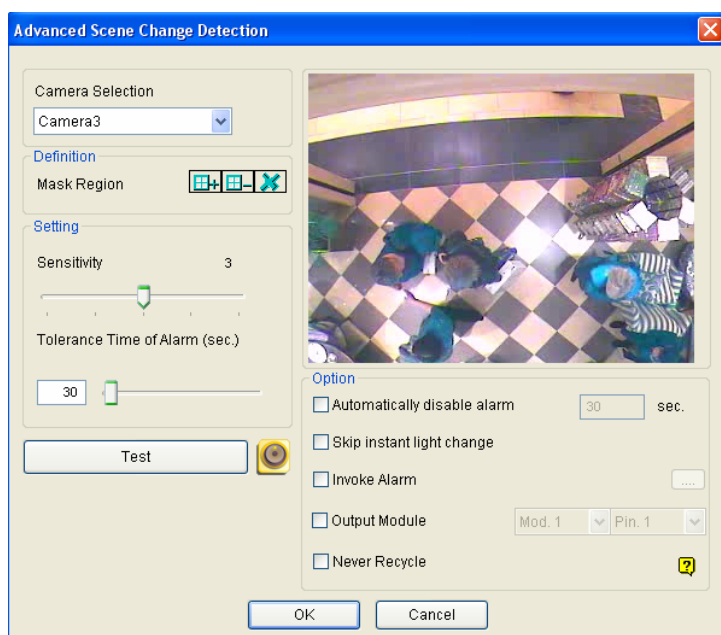 Advanced Scene Change Detection
Camera Selection
Camera3
Definition
Mask Region
Setting
Sensitivity 3
Tolerance Time of Alarm (sec.)
30
Test
Option
Automatically disable alarm 30 sec.
Skip instant light change
Invoke Alarm ....
Output Module Mod. 1 Pin. 1
Never Recycle ?
OK Cancel